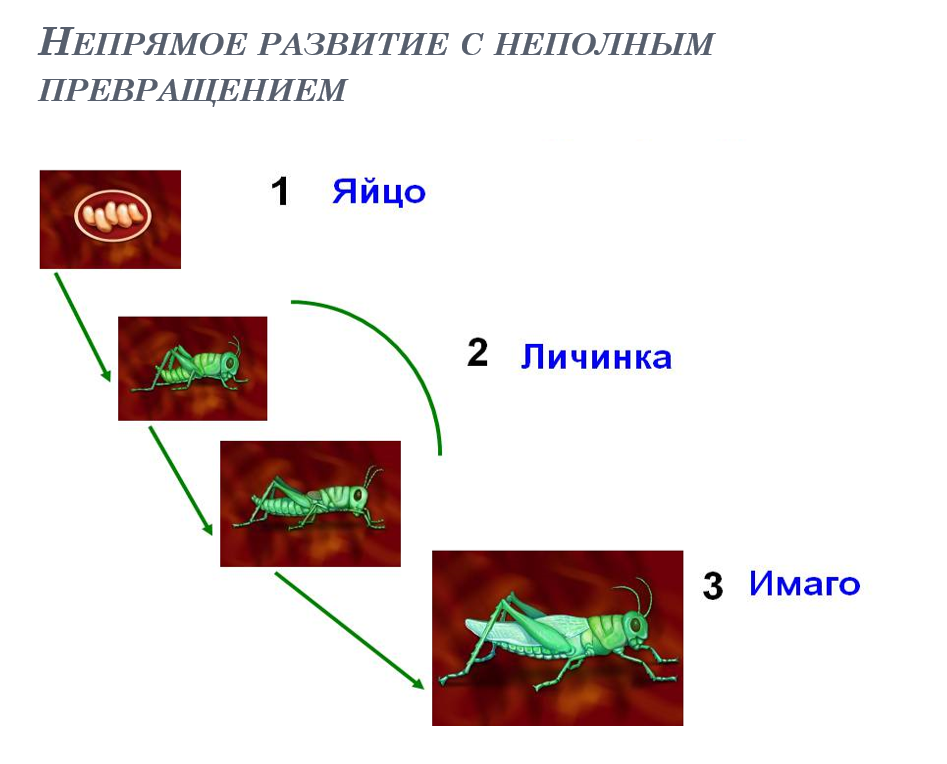 Непрямое развитие с неполным
превращением
1 Яйцо
2 Личинка
3 Имаго